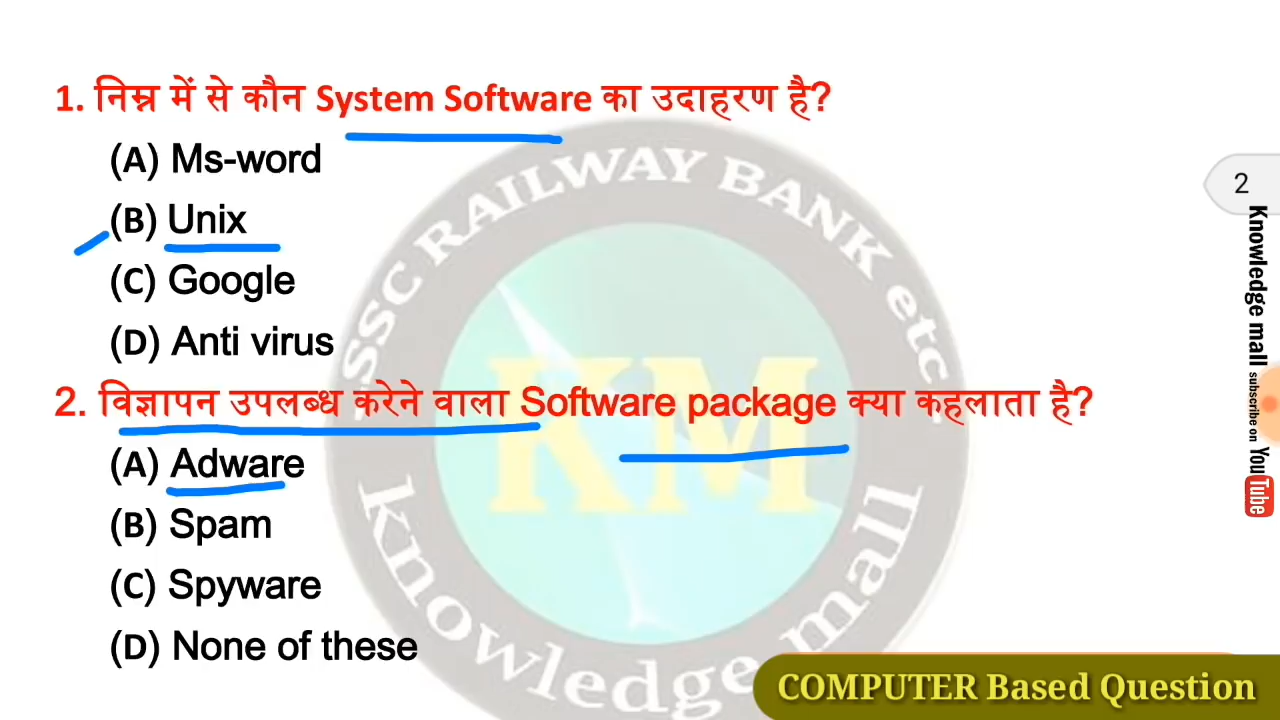 1. निम्न में से कौन System Software का उदाहरण है?
(A) Ms-word
(B) Unix
(C) Google
(D) Anti virus
2. विज्ञापन उपलब्ध करेने वाला Software package क्या कहलाता है?
(A) Adware
(B) Spam
(C) Spyware
(D) None of these
SSC RAILWAY BANK etc.
KM
Knowledge mall
2
Knowledge mall subscribe on YouTube
COMPUTER Based Question